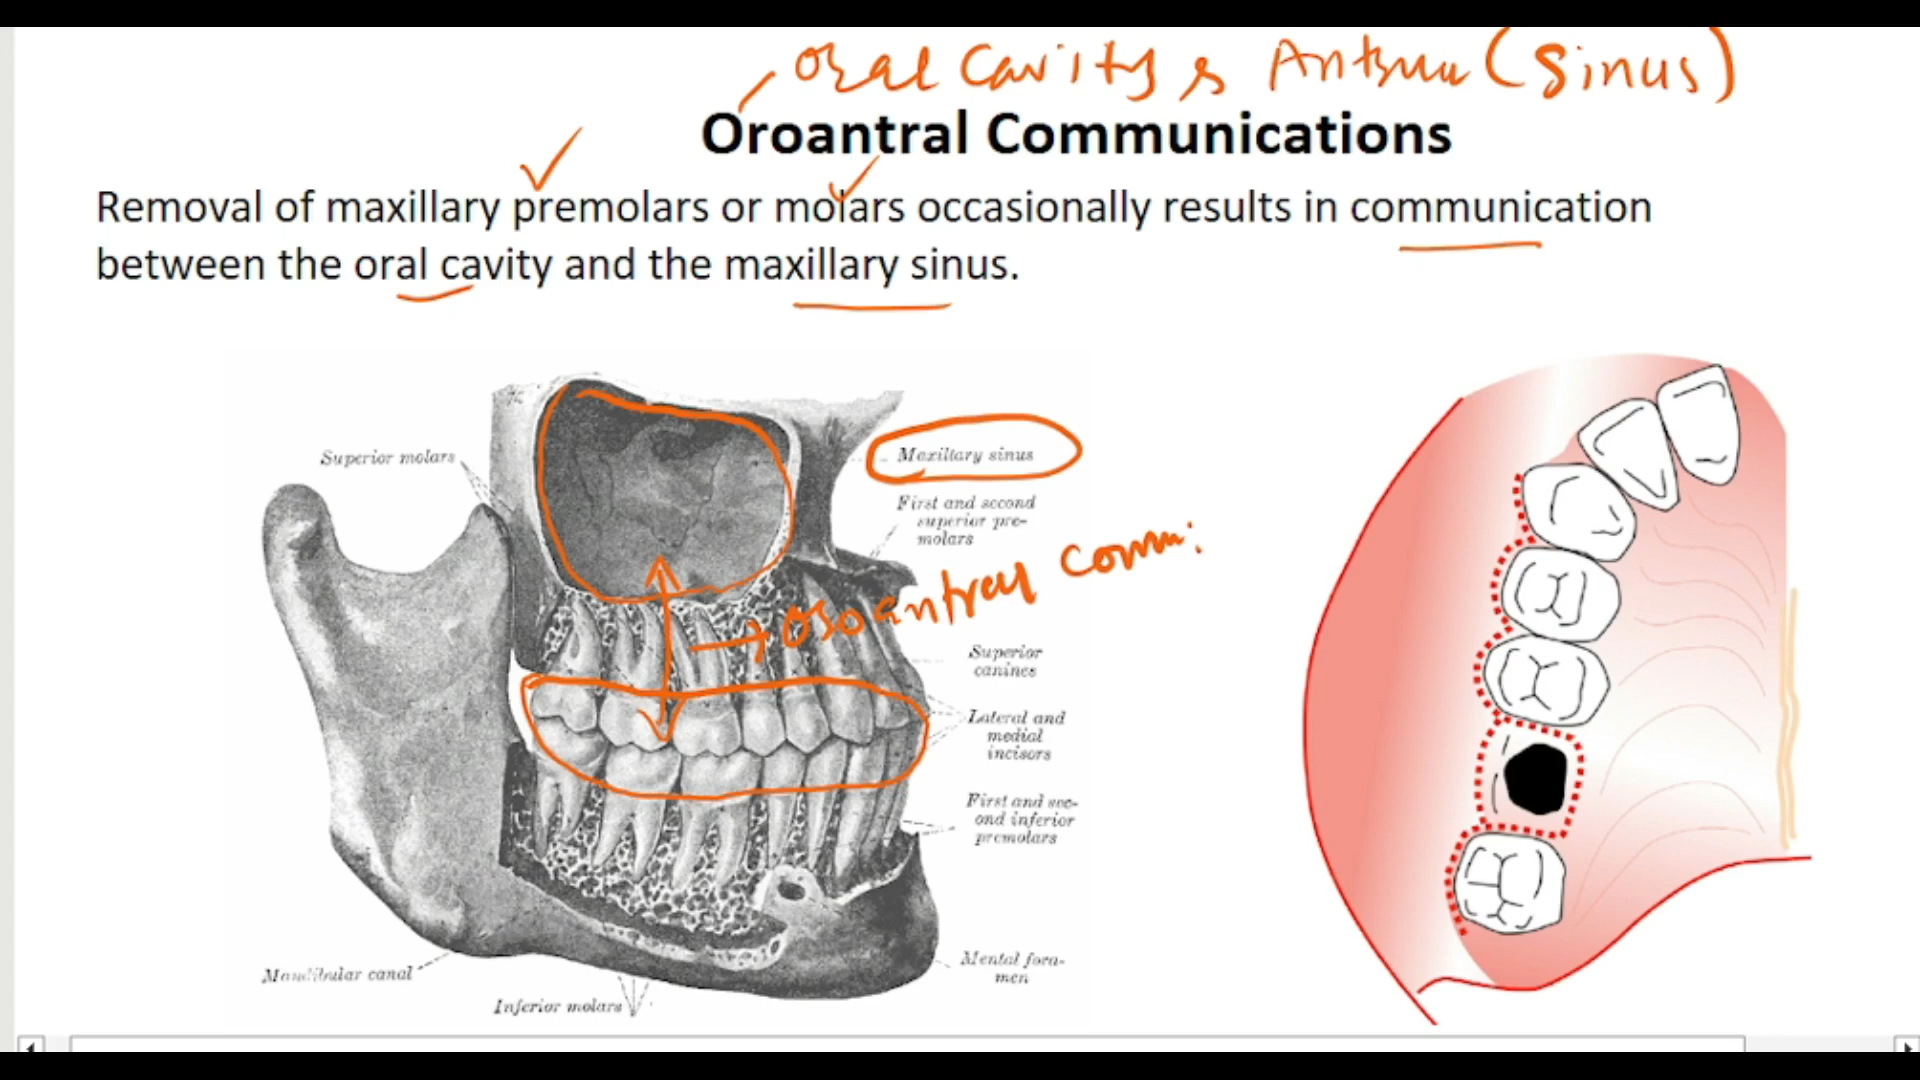 oral cavity & Antrum (sinus)
Oroantral Communications
Removal of maxillary premolars or molars occasionally results in communication
between the oral cavity and the maxillary sinus.
Superior molars
Maxillary sinus
First and second
superior pre-
molars
oroantral comm:
Superior
canines
Lateral and
medial
incisors
First and sec-
ond inferior
premolars
Mental fora-
men
Mandibular canal
Inferior molars